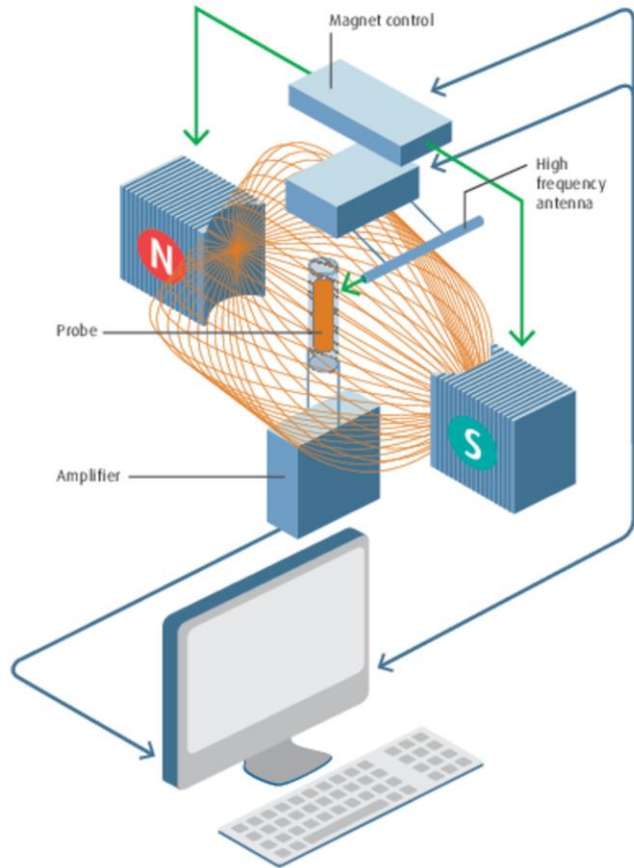 Magnet control
High
frequency
antenna
N
Probe
S
Amplifier